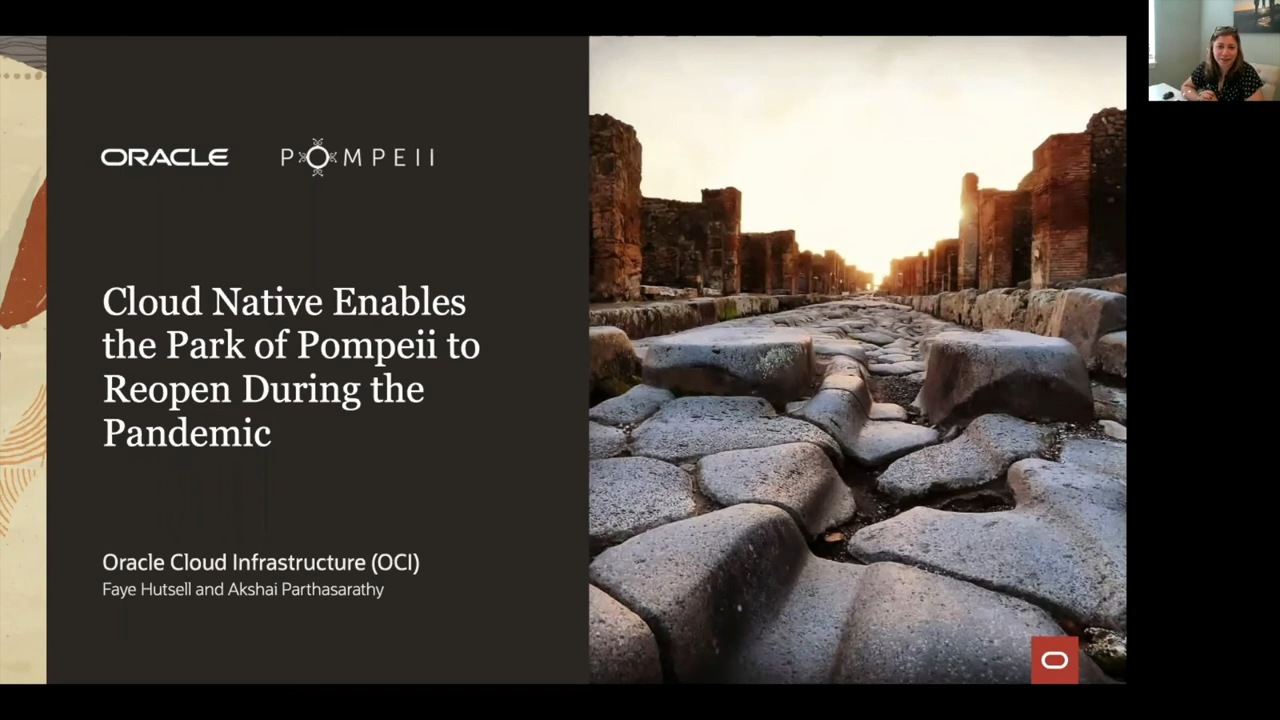 ORACLE
POMPEII
Cloud Native Enables
the Park of Pompeii to
Reopen During the
Pandemic
Oracle Cloud Infrastructure (OCI)
Faye Hutsell and Akshai Parthasarathy